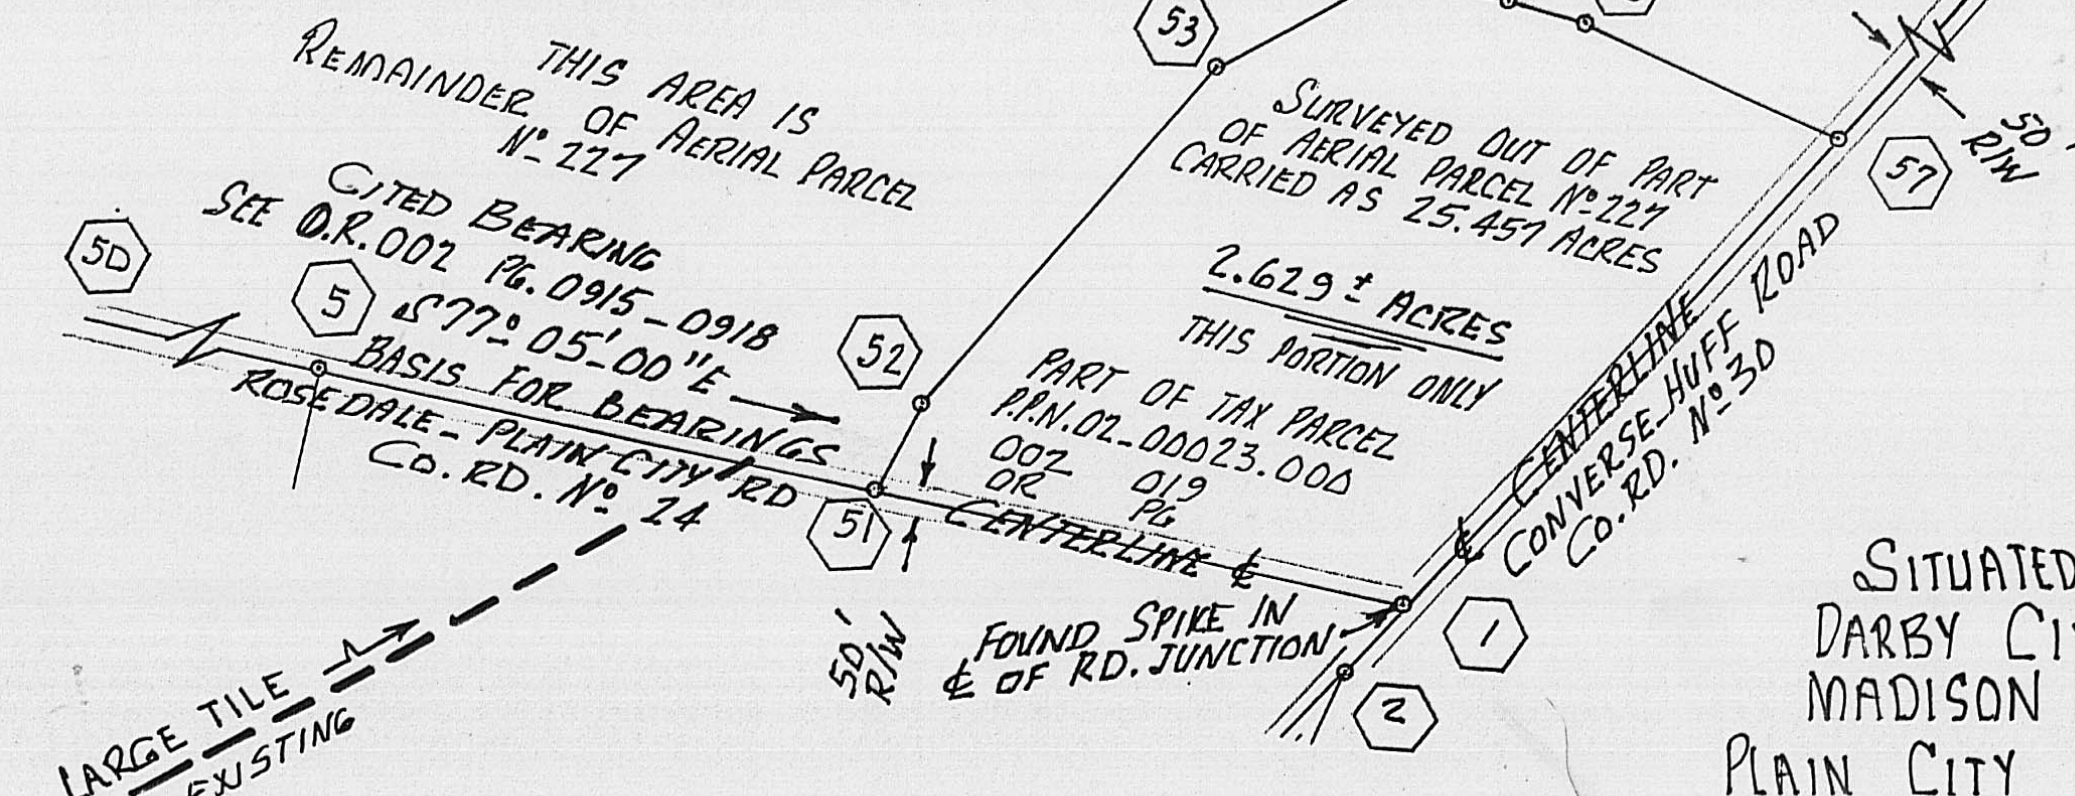 53
THIS AREA IS
REMAINDER OF AERIAL PARCEL
Nº 227
CITED BEARING
SEE O.R. 002 PG. 0915-0918
50
5
S77º 05' 00"E
BASIS FOR BEARINGS
ROSEDALE-PLAIN CITY RD
CO. RD. Nº 14
52
51
SURVEYED OUT OF PART
OF AERIAL PARCEL Nº 227
CARRIED AS 25.457 ACRES
2.629± ACRES
THIS PORTION ONLY
PART OF TAX PARCEL
P.P.N. 02-00023.000
002 019
OR PG
50'
R/W
57
CENTERLINE ℄
CENTERLINE ℄
CONVERSE-HUFF ROAD
CO. RD. Nº 30
50'
R/W
FOUND SPIKE IN
℄ OF RD. JUNCTION
1
2
LARGE TILE
EXISTING
SITUATED
DARBY
MADISON
PLAIN CITY